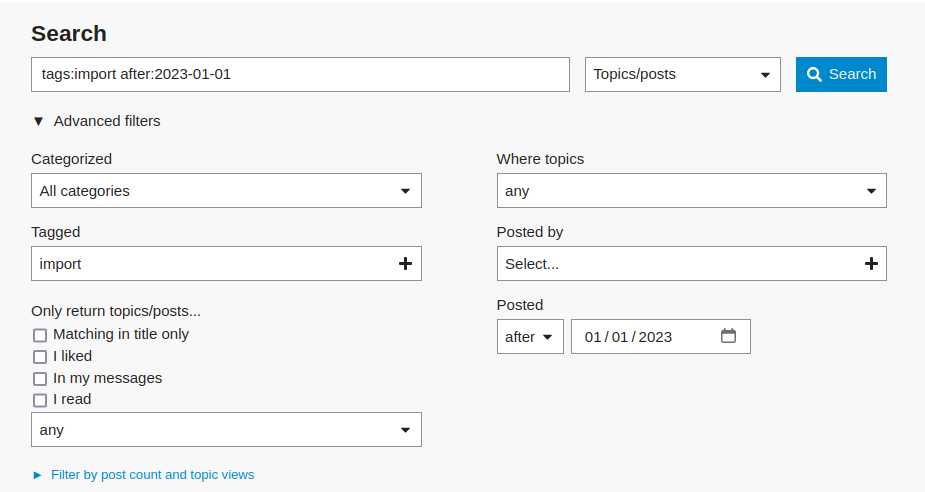 Search
tags:import after:2023-01-01
Topics/posts
Search
Advanced filters
Categorized
All categories
Where topics
any
Tagged
import
Posted by
Select...
Only return topics/posts...
Matching in title only
I liked
In my messages
I read
any
Posted
after
01/01/2023
Filter by post count and topic views